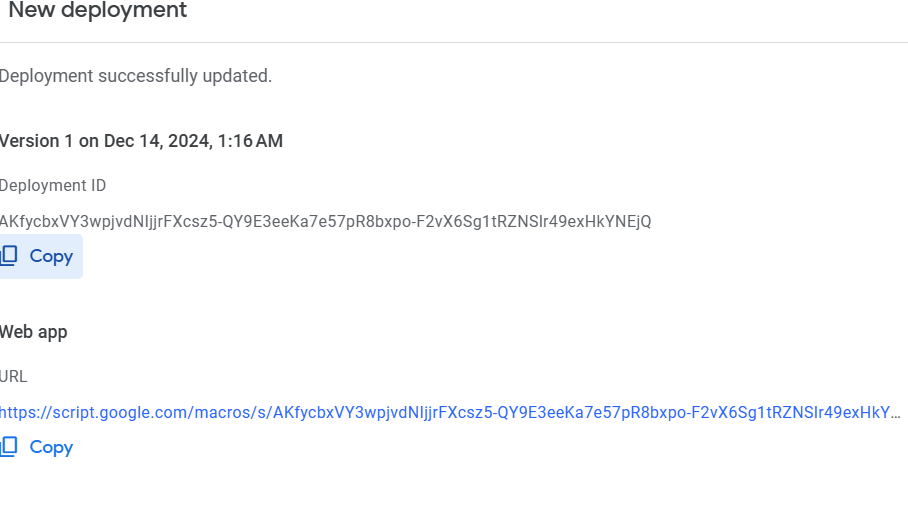 New deployment
Deployment successfully updated.
Version 1 on Dec 14, 2024, 1:16 AM
Deployment ID
AKfycbxVY3wpjvdNIjjrFXcsz5-QY9E3eeKa7e57pR8bxpo-F2vX6Sg1tRZNSlr49exHkYNEjQ
Copy
Web app
URL
https://script.google.com/macros/s/AKfycbxVY3wpjvdNIjjrFXcsz5-QY9E3eeKa7e57pR8bxpo-F2vX6Sg1tRZNSlr49exHkY...
Copy